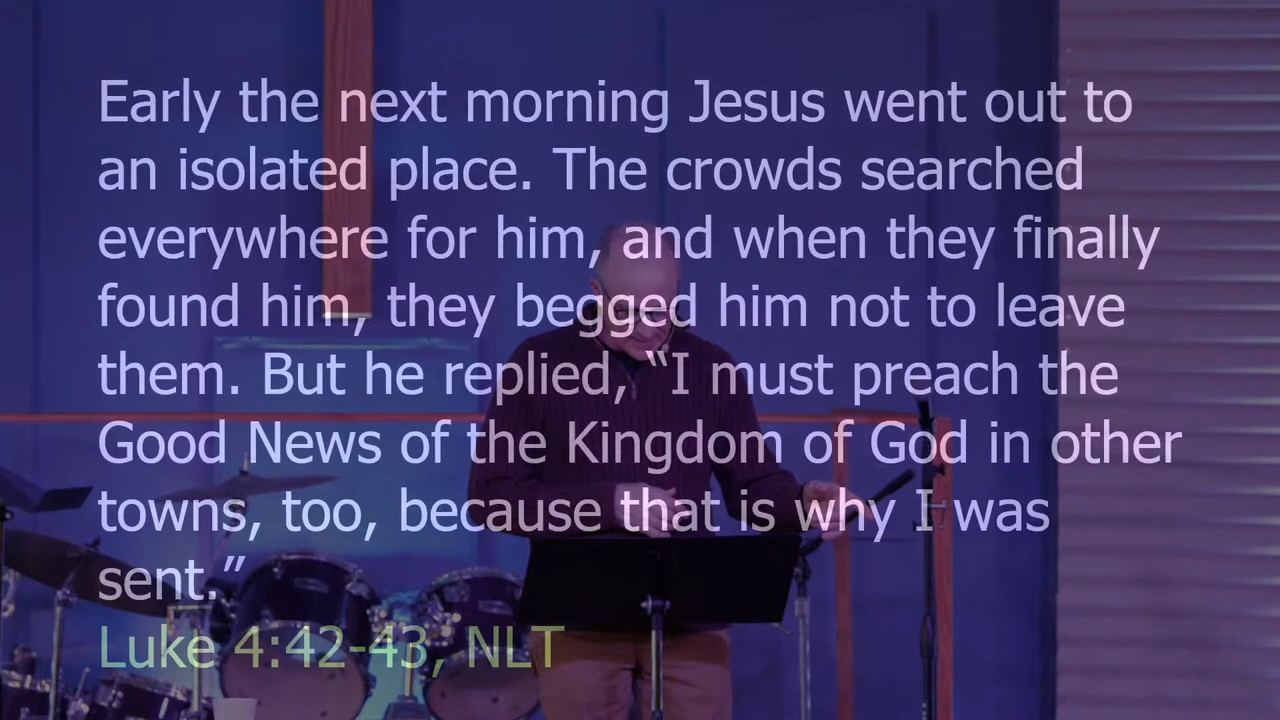 Early the next morning Jesus went out to
an isolated place. The crowds searched
everywhere for him, and when they finally
found him, they begged him not to leave
them. But he replied, “I must preach the
Good News of the Kingdom of God in other
towns, too, because that is why I was
sent.”
Luke 4:42-43, NLT